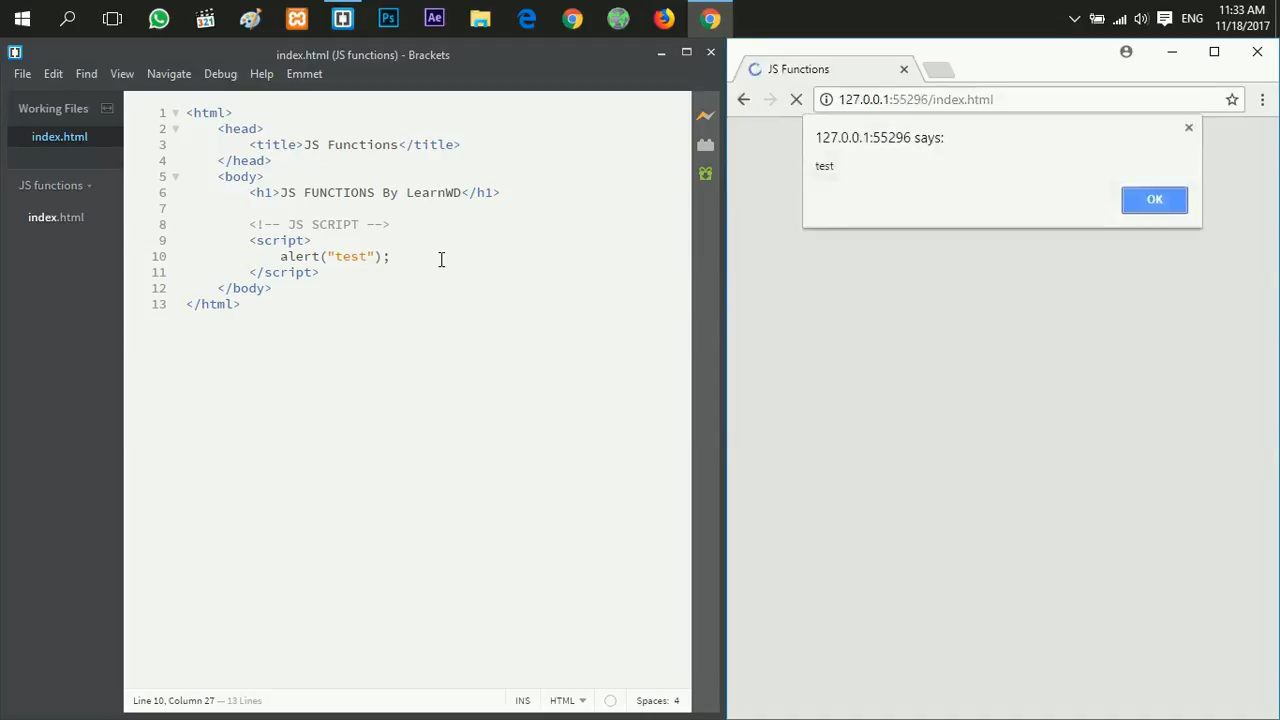 Ps
Ae
ENG
11:33 AM
11/18/2017
index.html (JS functions) - Brackets
File Edit Find View Navigate Debug Help Emmet
Working Files
index.html
JS functions
index.html
1 <html>
2 <head>
3 <title>JS Functions</title>
4 </head>
5 <body>
6 <h1>JS FUNCTIONS By LearnWD</h1>
7
8 <!-- JS SCRIPT -->
9 <script>
10 alert("test");
11 </script>
12 </body>
13 </html>
Line 10, Column 27 — 13 Lines
INS HTML Spaces: 4
JS Functions
127.0.0.1:55296/index.html
127.0.0.1:55296 says:
test
OK